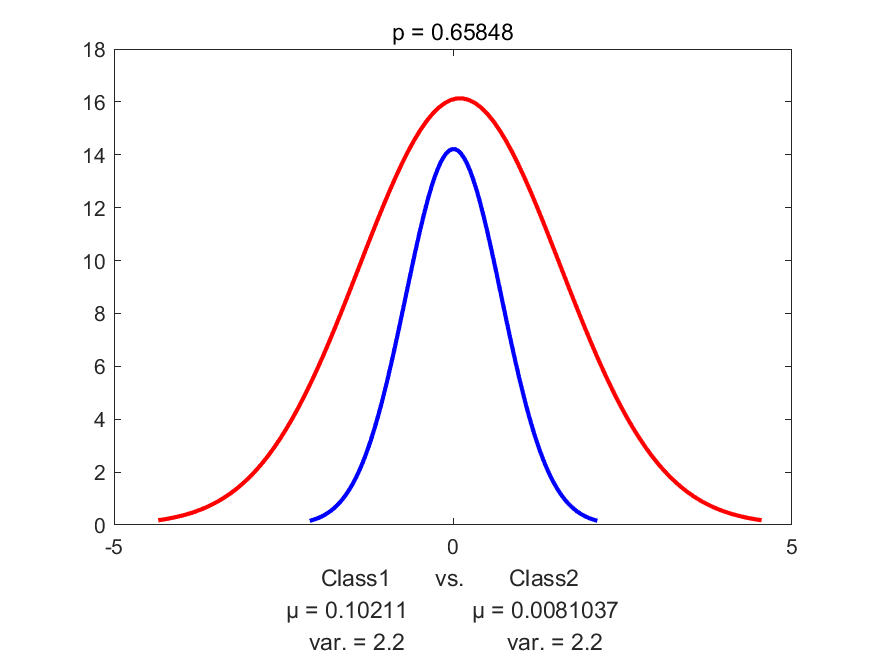 p = 0.65848
18
16
14
12
10
8
6
4
2
0
-5 0 5
Class1 vs. Class2
μ = 0.10211 μ = 0.0081037
var. = 2.2 var. = 2.2